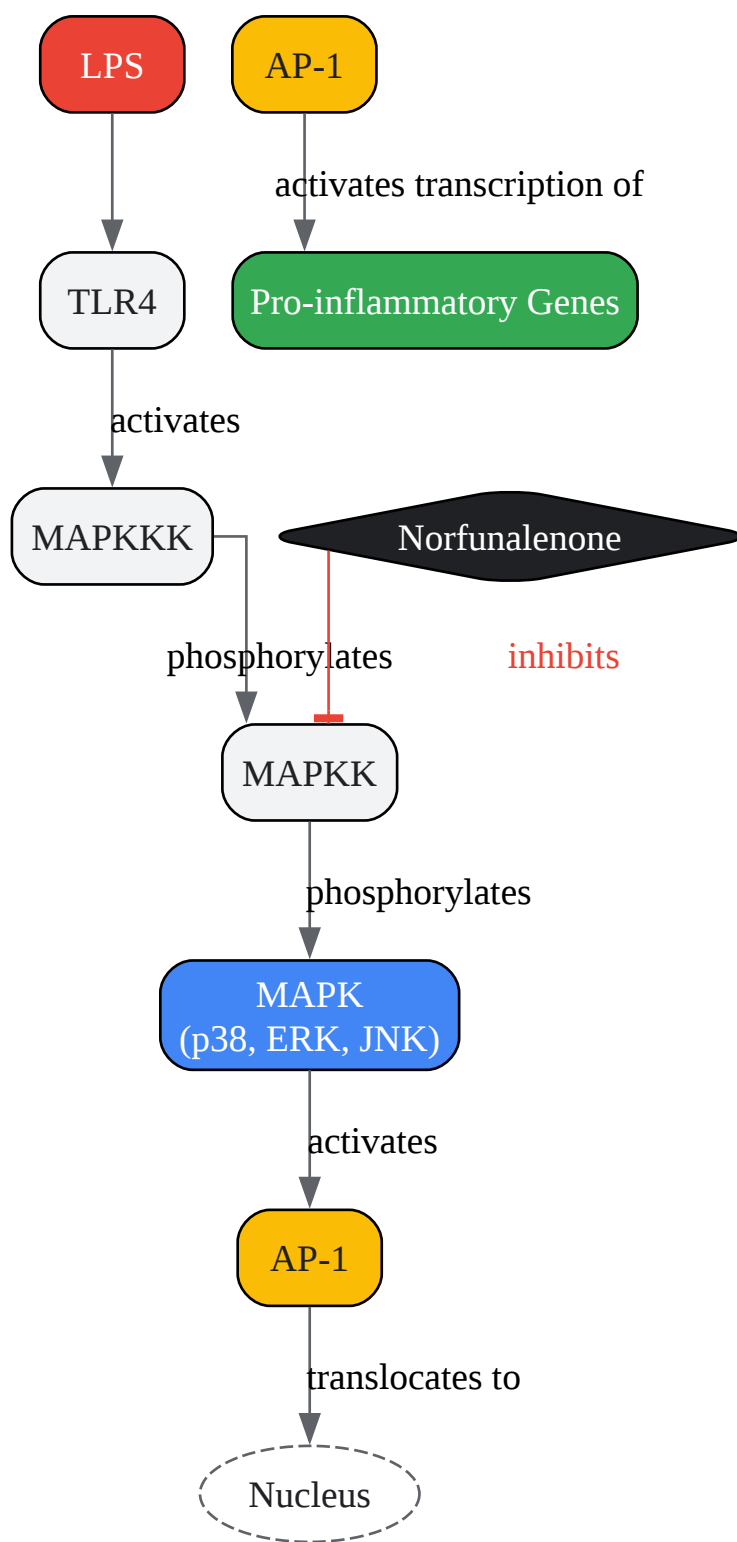 LPS
AP-1
activates transcription of
TLR4
Pro-inflammatory Genes
activates
MAPKKK
Norfunalenone
phosphorylates
inhibits
MAPKK
phosphorylates
MAPK
(p38, ERK, JNK)
activates
AP-1
translocates to
Nucleus